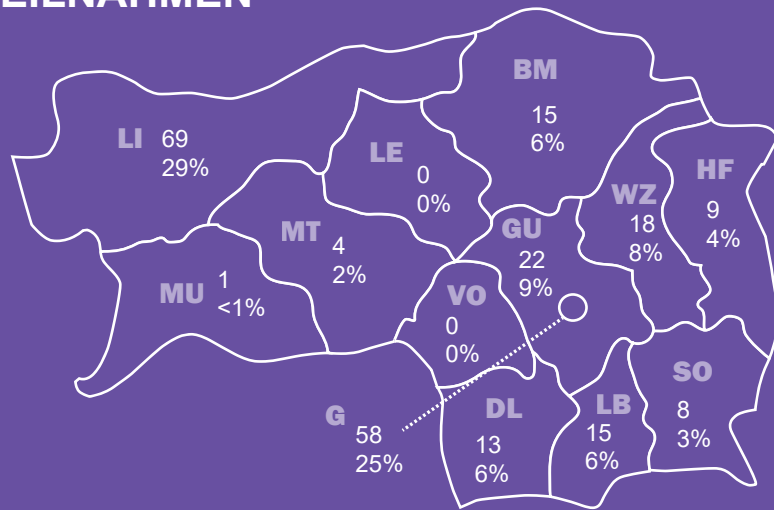 EILNAHMEN
BM
15
6%
LI 69
29%
LE
0
0%
HF
9
4%
WZ
18
8%
MT 4
2%
GU
22
9%
MU 1
<1%
VO
0
0%
SO
8
3%
G
58
25%
DL
13
6%
LB
15
6%